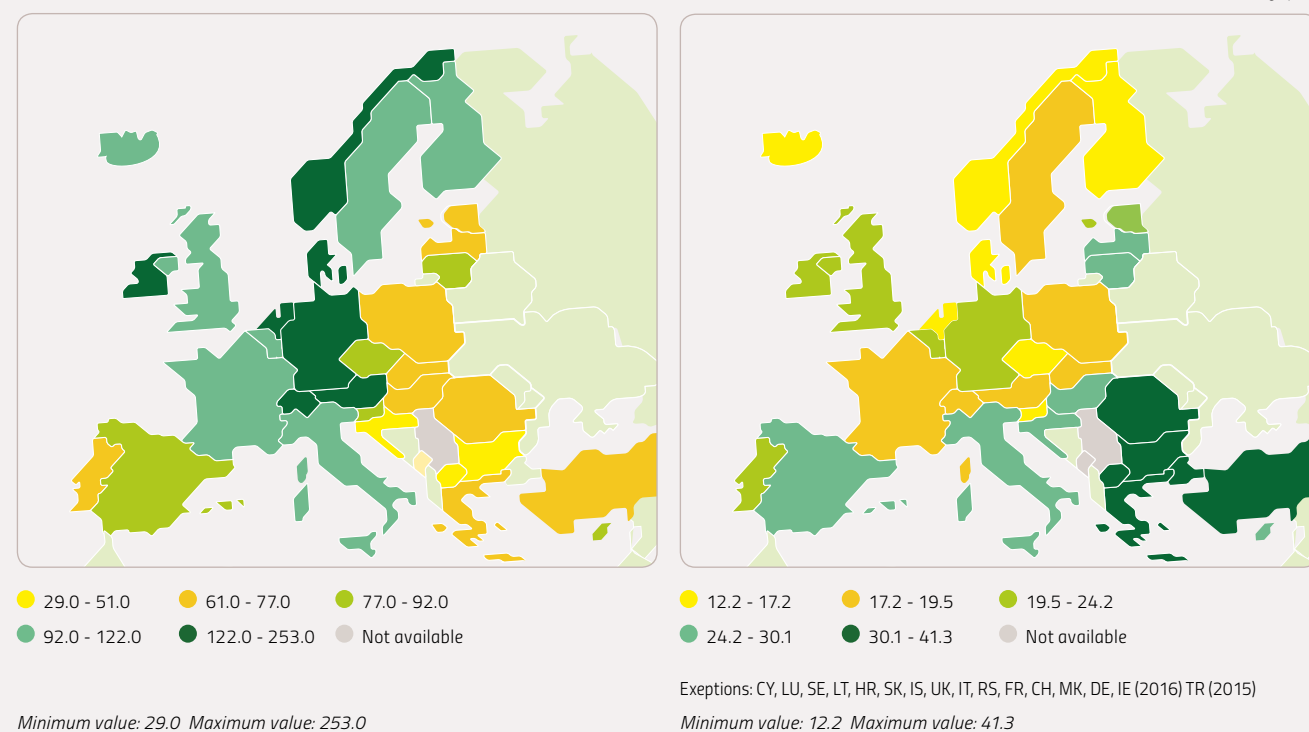 29.0 - 51.0
61.0 - 77.0
77.0 - 92.0
92.0 - 122.0
122.0 - 253.0
Not available
Minimum value: 29.0 Maximum value: 253.0
12.2 - 17.2
17.2 - 19.5
19.5 - 24.2
24.2 - 30.1
30.1 - 41.3
Not available
Exeptions: CY, LU, SE, LT, HR, SK, IS, UK, IT, RS, FR, CH, MK, DE, IE (2016) TR (2015)
Minimum value: 12.2 Maximum value: 41.3